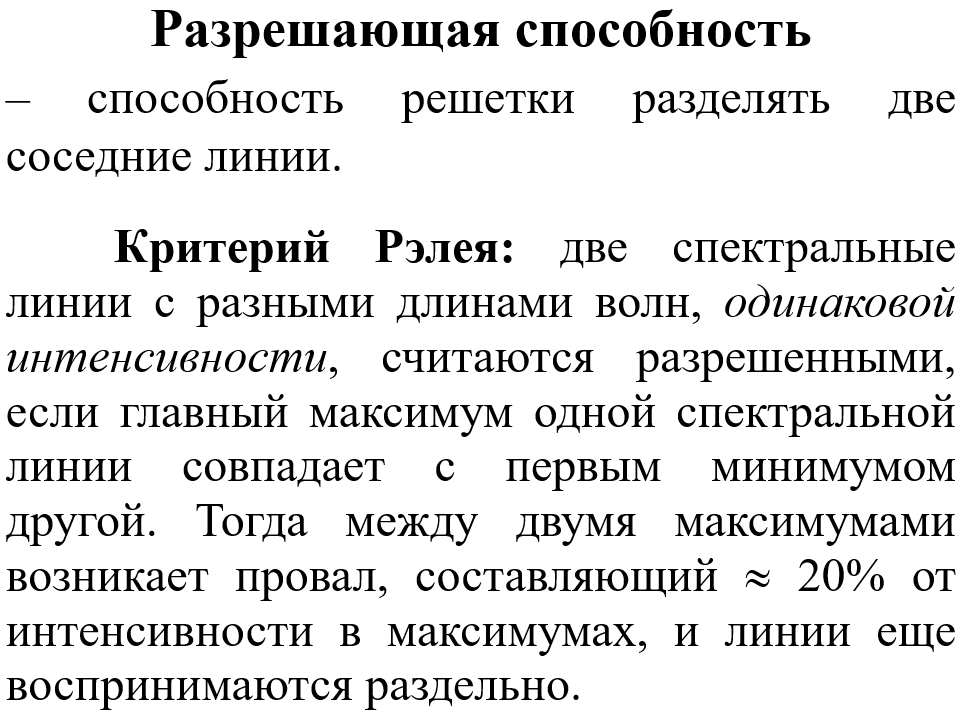 Разрешающая способность
– способность решетки разделять две
соседние линии.
Критерий Рэлея: две спектральные
линии с разными длинами волн, одинаковой
интенсивности, считаются разрешенными,
если главный максимум одной спектральной
линии совпадает с первым минимумом
другой. Тогда между двумя максимумами
возникает провал, составляющий ≈ 20% от
интенсивности в максимумах, и линии еще
воспринимаются раздельно.